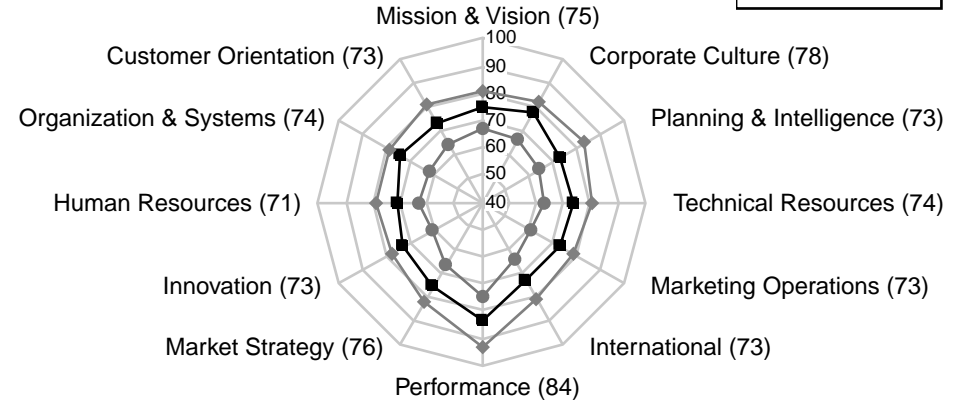 Mission & Vision (75)
Customer Orientation (73)
Corporate Culture (78)
Organization & Systems (74)
Planning & Intelligence (73)
Human Resources (71)
Technical Resources (74)
Innovation (73)
Marketing Operations (73)
Market Strategy (76)
International (73)
Performance (84)
100
90
80
70
60
50
40